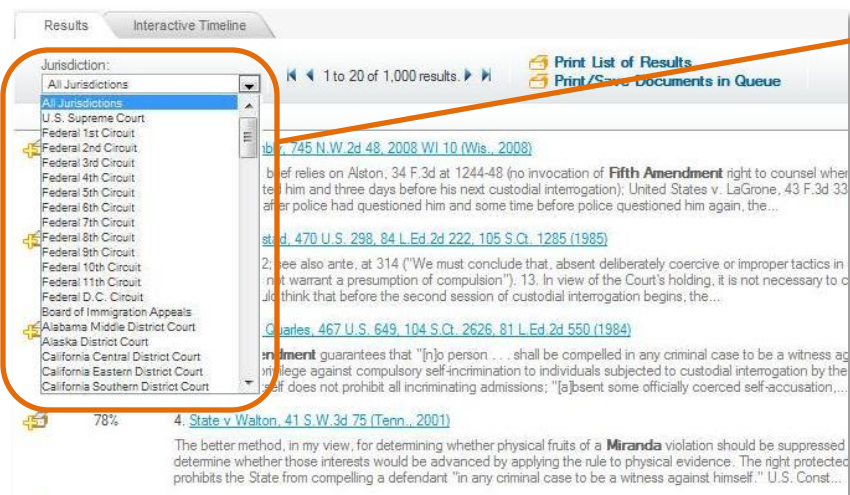 Results
Interactive Timeline
Jurisdiction:
All Jurisdictions
1 to 20 of 1,000 results.
Print List of Results
Print/Save Documents in Queue
All Jurisdictions
U.S. Supreme Court
Federal 1st Circuit
Federal 2nd Circuit
Federal 3rd Circuit
Federal 4th Circuit
Federal 5th Circuit
Federal 6th Circuit
Federal 7th Circuit
Federal 8th Circuit
Federal 9th Circuit
Federal 10th Circuit
Federal 11th Circuit
Federal D.C. Circuit
Board of Immigration Appeals
Alabama Middle District Court
Alaska District Court
California Central District Court
California Eastern District Court
California Southern District Court
745 N.W.2d 48, 2008 WI 10 (Wis., 2008)
brief relies on Alston, 34 F.3d at 1244-48 (no invocation of Fifth Amendment right to counsel when
him and three days before his next custodial interrogation); United States v. LaGrone, 43 F.3d 33
after police had questioned him and some time before police questioned him again, the...
470 U.S. 298, 84 L.Ed.2d 222, 105 S.Ct. 1285 (1985)
see also ante, at 314 ("We must conclude that, absent deliberately coercive or improper tactics in
not warrant a presumption of compulsion"). 13. In view of the Court's holding, it is not necessary to c
think that before the second session of custodial interrogation begins, the...
Quarles, 467 U.S. 649, 104 S.Ct. 2626, 81 L.Ed.2d 550 (1984)
guarantees that "[n]o person . . . shall be compelled in any criminal case to be a witness ag
privilege against compulsory self-incrimination to individuals subjected to custodial interrogation by the
does not prohibit all incriminating admissions; "[a]bsent some officially coerced self-accusation,...
78%
4. State v Walton, 41 S.W.3d 75 (Tenn., 2001)
The better method, in my view, for determining whether physical fruits of a Miranda violation should be suppressed
determine whether those interests would be advanced by applying the rule to physical evidence. The right protected
prohibits the State from compelling a defendant "in any criminal case to be a witness against himself." U.S. Const...